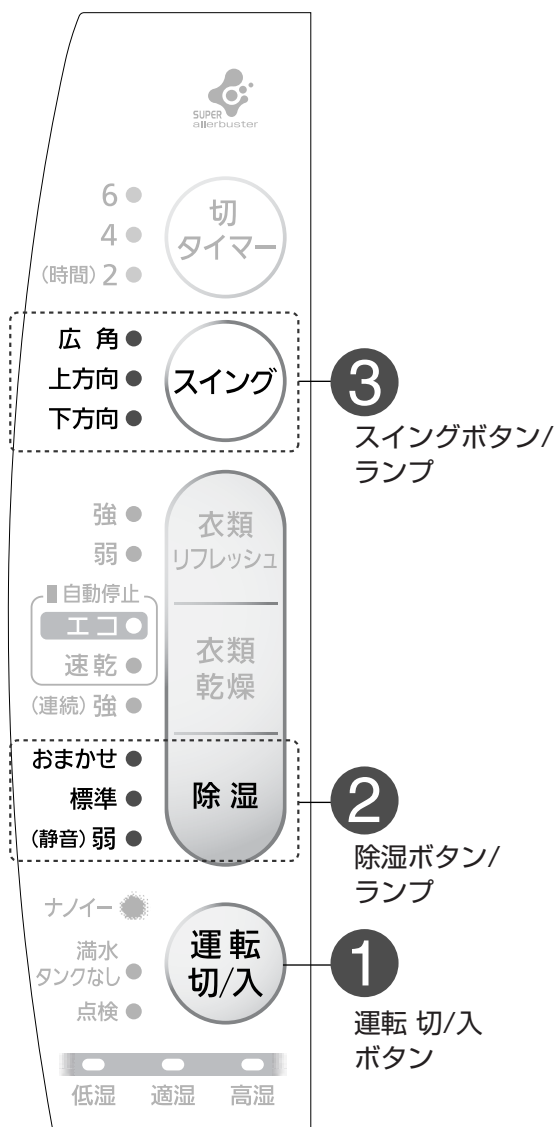 SUPER
allerbuster
6
4
(時間) 2
切
タイマー
広 角
上方向
下方向
スイング
3
スイングボタン/
ランプ
強
弱
衣類
リフレッシュ
自動停止
エコ
速乾
(連続) 強
衣類
乾燥
おまかせ
標準
(静音) 弱
除 湿
2
除湿ボタン/
ランプ
ナノイー
満水
タンクなし
点検
運 転
切/入
1
運転 切/入
ボタン
低湿 適湿 高湿